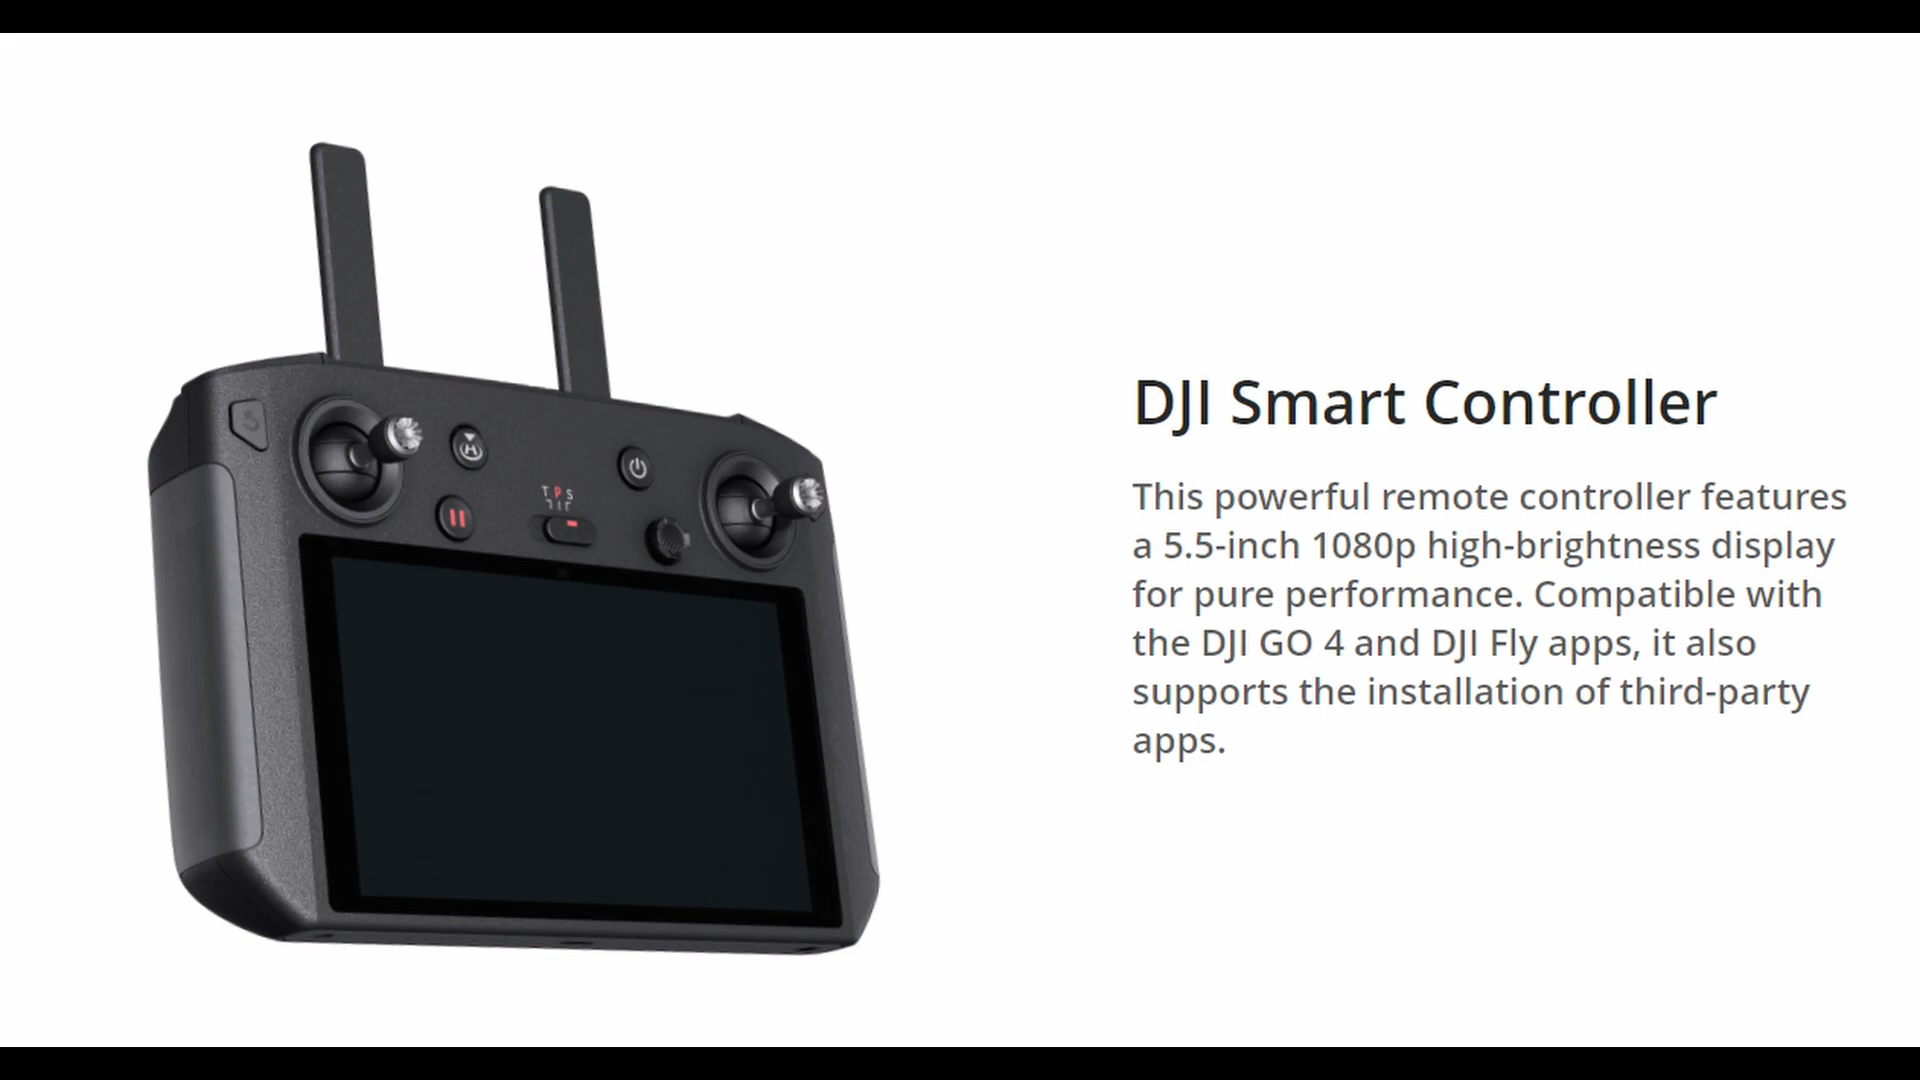 T P S
DJI Smart Controller
This powerful remote controller features
a 5.5-inch 1080p high-brightness display
for pure performance. Compatible with
the DJI GO 4 and DJI Fly apps, it also
supports the installation of third-party
apps.